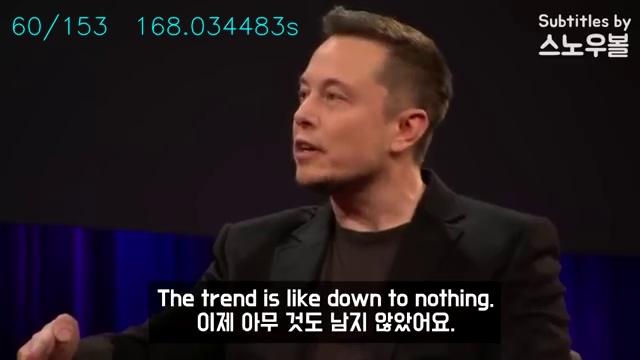 60/153 168.034483s
Subtitles by
스노우볼
The trend is like down to nothing.
이제 아무 것도 남지 않았어요.